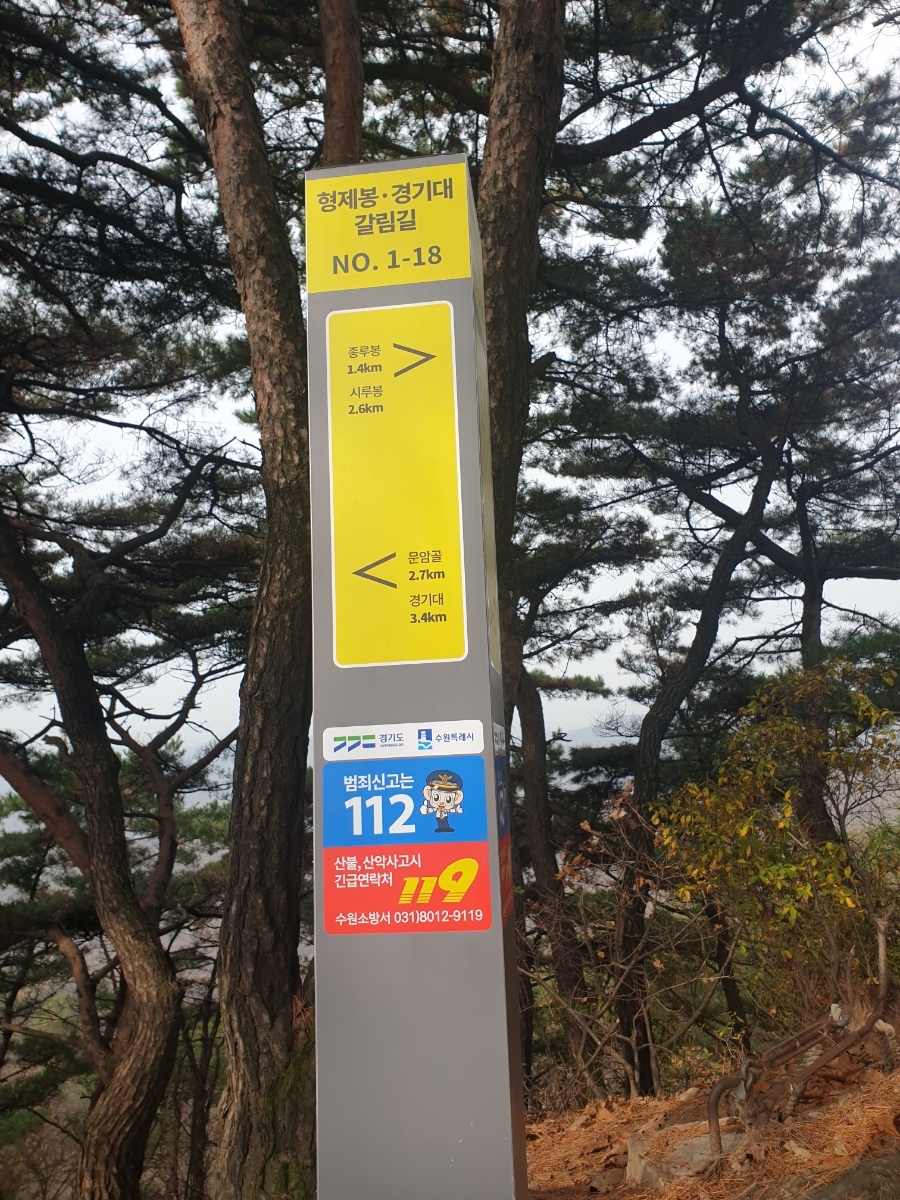 형제봉·경기대
갈림길
NO. 1-18
종루봉
1.4km
시루봉
2.6km
문암골
2.7km
경기대
3.4km
경기도
수원특례시
범죄신고는
112
산불, 산악사고시
긴급연락처
119
수원소방서 031)8012-9119